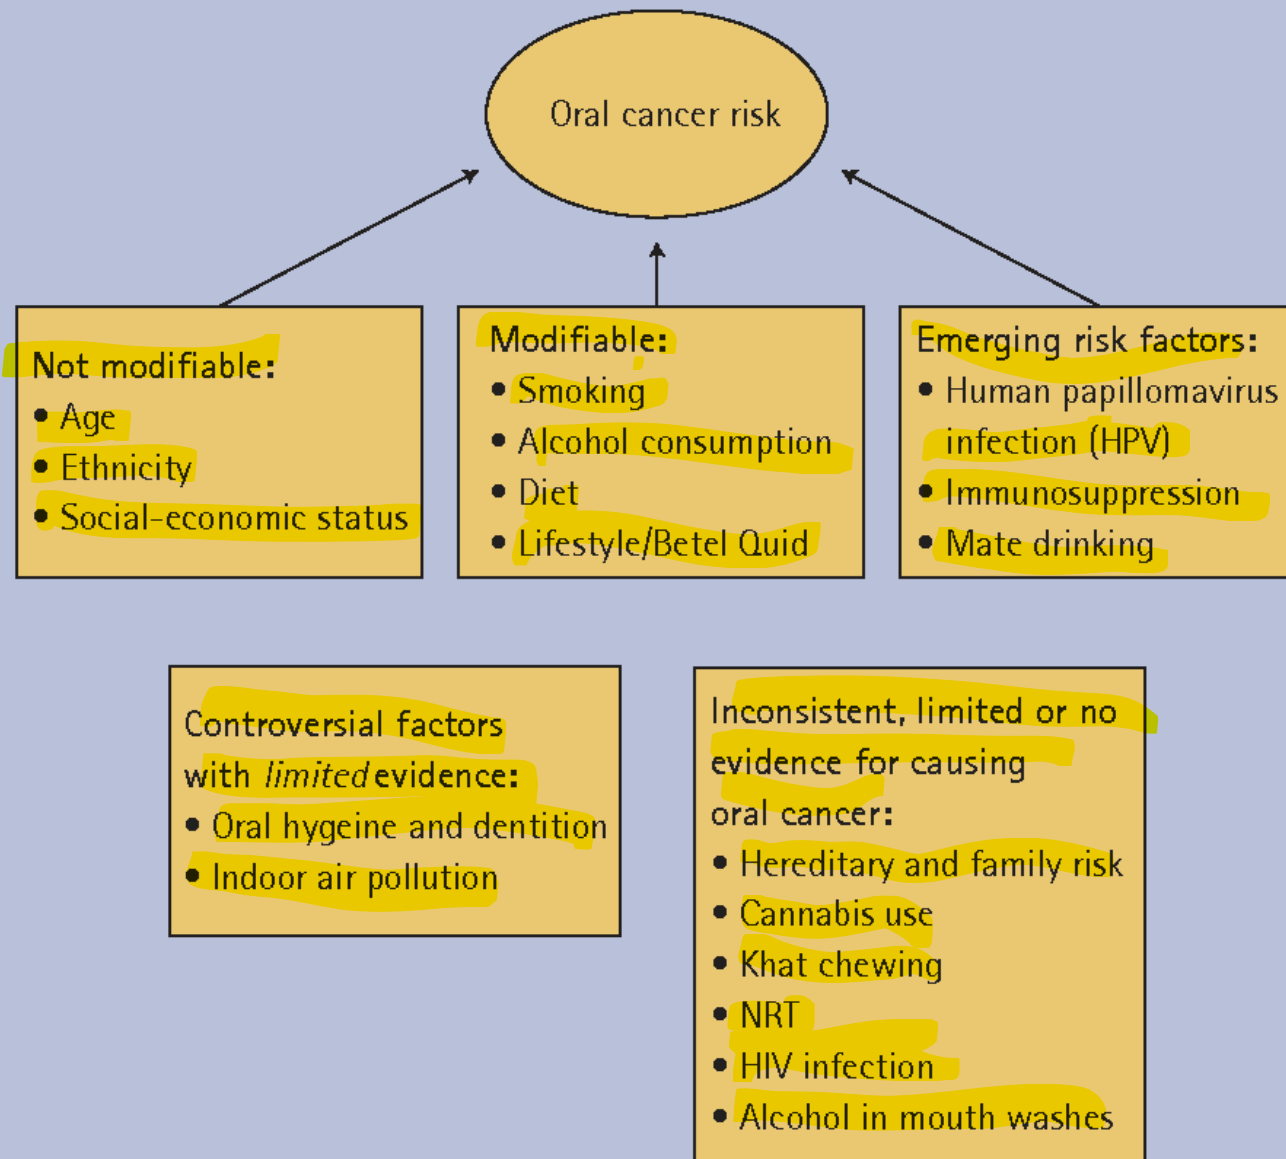 Oral cancer risk
Not modifiable:
• Age
• Ethnicity
• Social-economic status
Modifiable:
• Smoking
• Alcohol consumption
• Diet
• Lifestyle/Betel Quid
Emerging risk factors:
• Human papillomavirus
infection (HPV)
• Immunosuppression
• Mate drinking
Controversial factors
with limited evidence:
• Oral hygeine and dentition
• Indoor air pollution
Inconsistent, limited or no
evidence for causing
oral cancer:
• Hereditary and family risk
• Cannabis use
• Khat chewing
• NRT
• HIV infection
• Alcohol in mouth washes